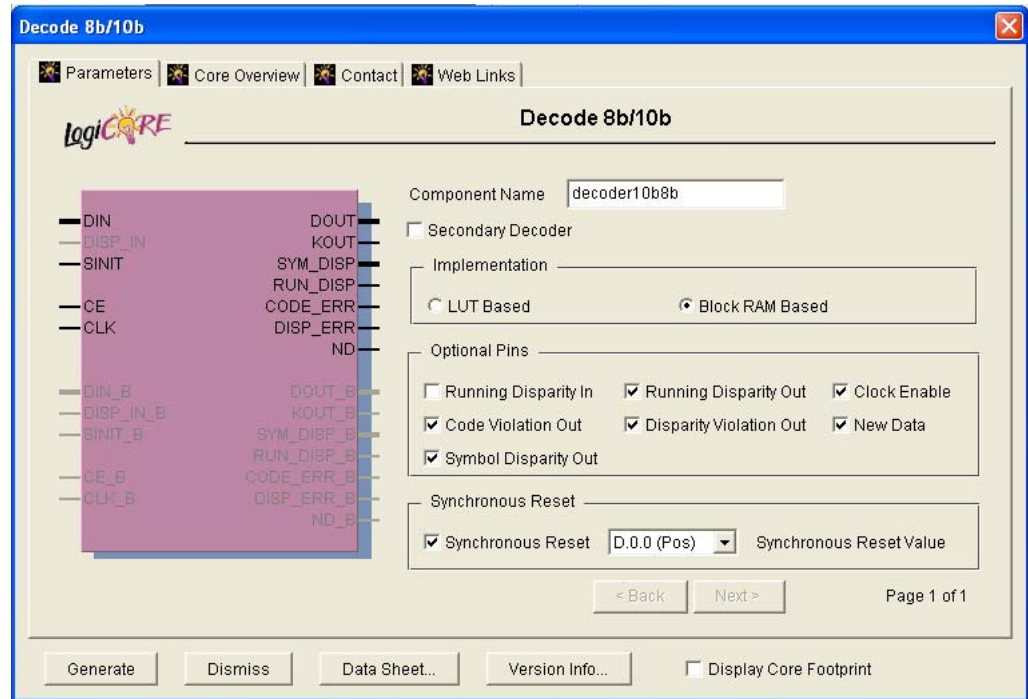 Decode 8b/10b
Parameters Core Overview Contact Web Links
LogiCORE
Decode 8b/10b
Component Name decoder10b8b
Secondary Decoder
Implementation
LUT Based Block RAM Based
Optional Pins
Running Disparity In Running Disparity Out Clock Enable
Code Violation Out Disparity Violation Out New Data
Symbol Disparity Out
Synchronous Reset
Synchronous Reset D.0.0 (Pos) Synchronous Reset Value
< Back Next > Page 1 of 1
DIN DOUT
DISP_IN KOUT
SINIT SYM_DISP
RUN_DISP
CE CODE_ERR
CLK DISP_ERR
ND
DIN_B DOUT_B
DISP_IN_B KOUT_B
SINIT_B SYM_DISP_B
RUN_DISP_B
CE_B CODE_ERR_B
CLK_B DISP_ERR_B
ND_B
Generate Dismiss Data Sheet... Version Info... Display Core Footprint